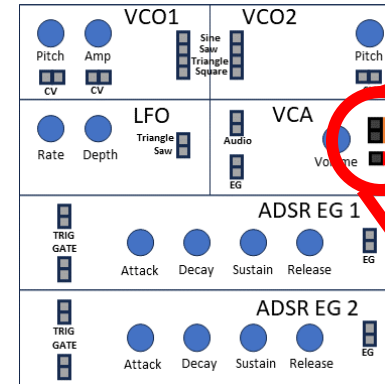 VCO1
VCO2
Pitch Amp
Sine
Saw
Triangle
Square
Pitch
CV CV
LFO
VCA
Triangle
Saw
Audio
Rate Depth
Volume
EG
ADSR EG 1
TRIG
GATE
EG
Attack Decay Sustain Release
ADSR EG 2
TRIG
GATE
EG
Attack Decay Sustain Release